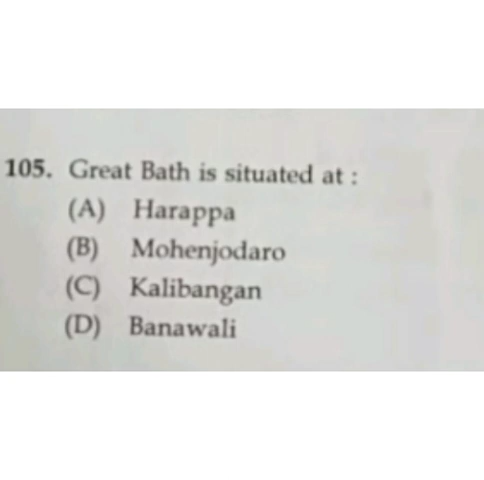 105. Great Bath is situated at :
(A) Harappa
(B) Mohenjodaro
(C) Kalibangan
(D) Banawali